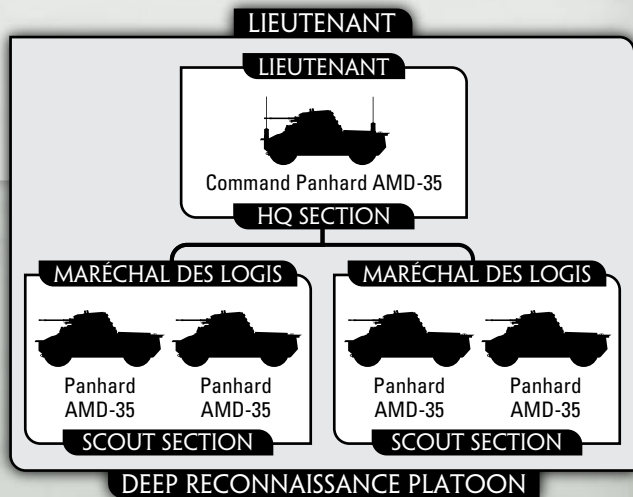 LIEUTENANT
LIEUTENANT
Command Panhard AMD-35
HQ SECTION
MARÉCHAL DES LOGIS
Panhard
AMD-35
Panhard
AMD-35
SCOUT SECTION
MARÉCHAL DES LOGIS
Panhard
AMD-35
Panhard
AMD-35
SCOUT SECTION
DEEP RECONNAISSANCE PLATOON